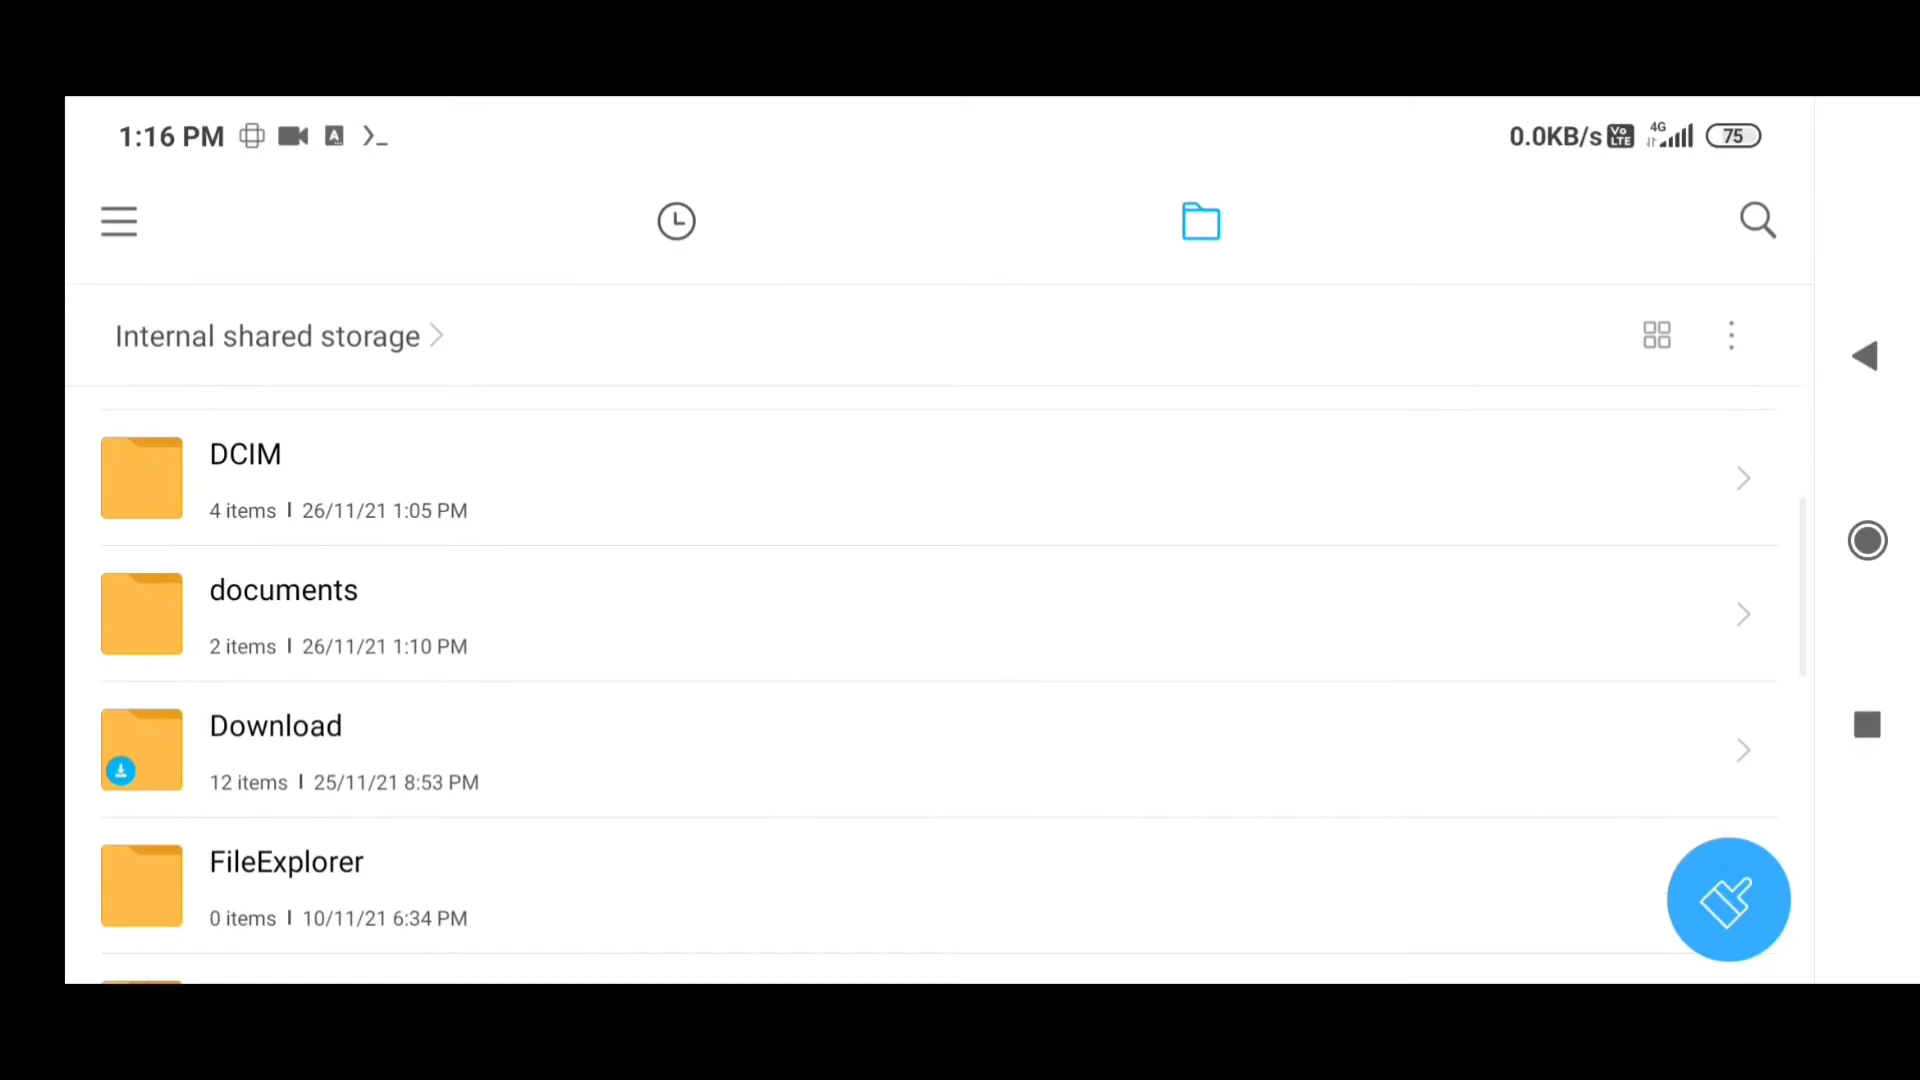 1:16 PM A >_ 0.0KB/s Vo LTE 4G 75
Internal shared storage
DCIM
4 items | 26/11/21 1:05 PM
documents
2 items | 26/11/21 1:10 PM
Download
12 items | 25/11/21 8:53 PM
FileExplorer
0 items | 10/11/21 6:34 PM